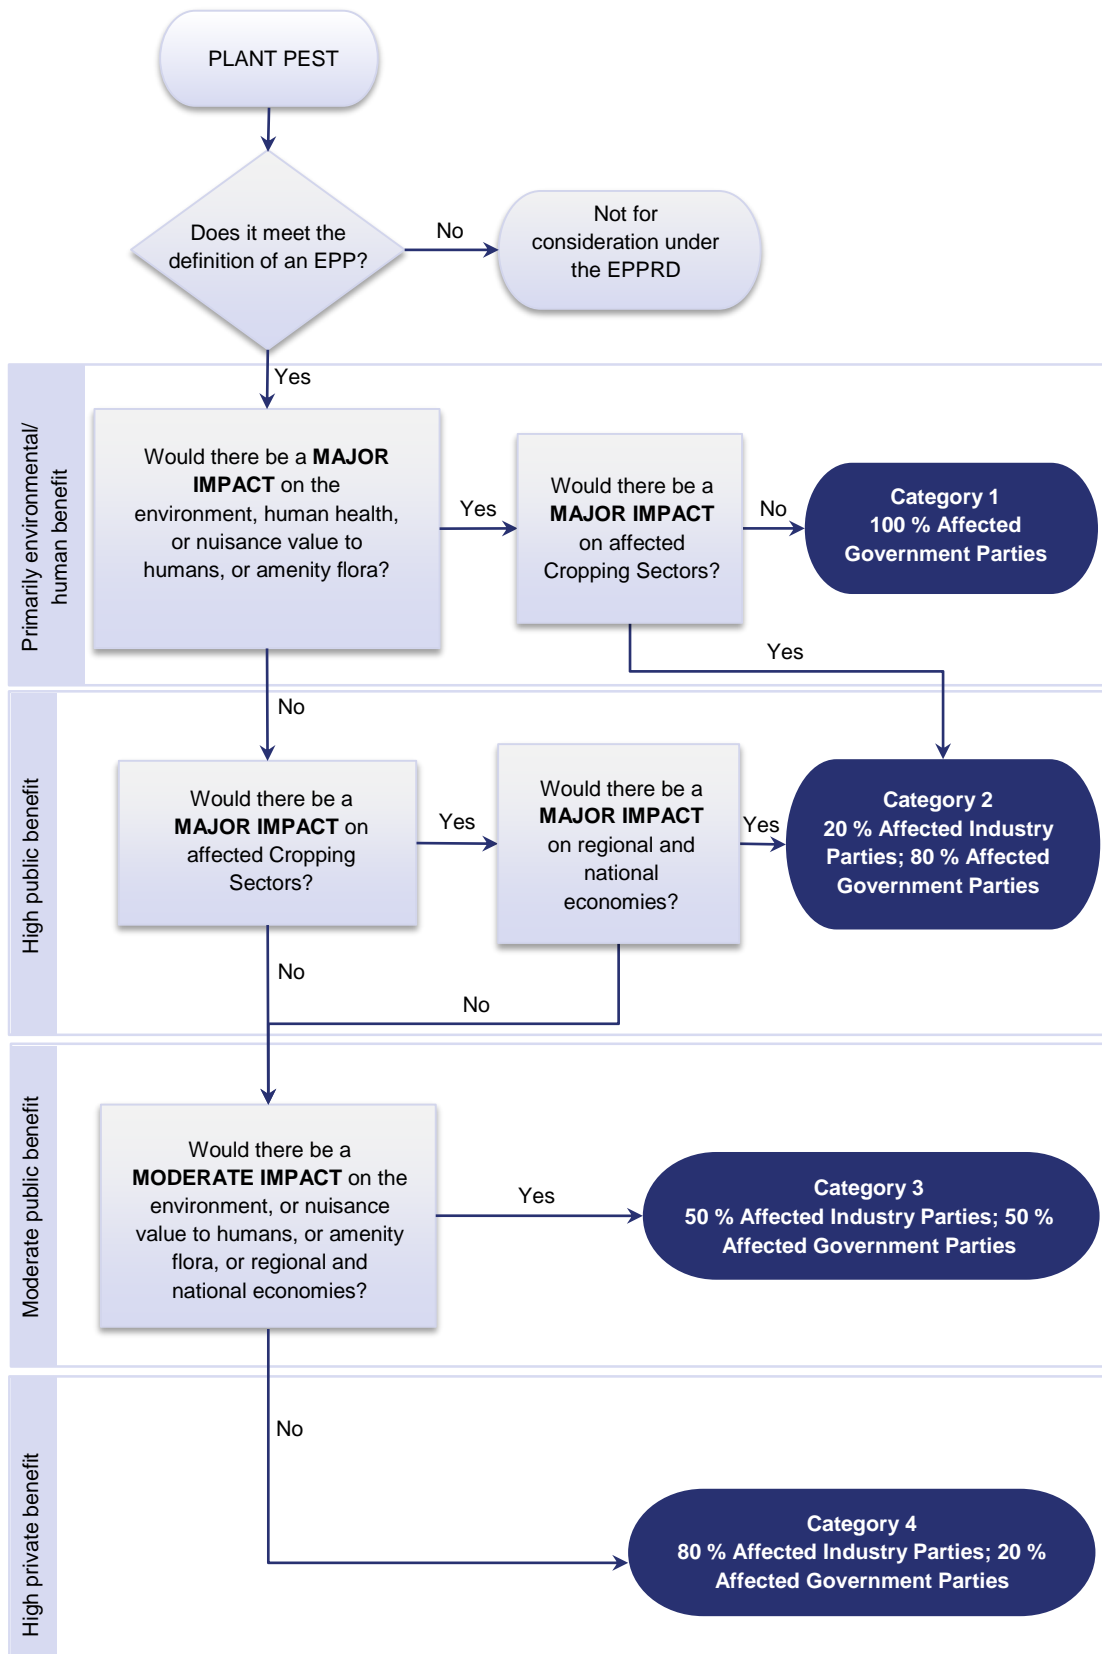 PLANT PEST
Does it meet the
definition of an EPP?
No
Not for
consideration under
the EPPRD
Yes
Primarily environmental/
human benefit
Would there be a MAJOR
IMPACT on the
environment, human health,
or nuisance value to
humans, or amenity flora?
Yes
Would there be a
MAJOR IMPACT
on affected
Cropping Sectors?
No
Category 1
100 % Affected
Government Parties
Yes
No
High public benefit
Would there be a
MAJOR IMPACT on
affected Cropping
Sectors?
Yes
Would there be a
MAJOR IMPACT
on regional and
national
economies?
Yes
Category 2
20 % Affected Industry
Parties; 80 % Affected
Government Parties
No
No
Moderate public benefit
Would there be a
MODERATE IMPACT on the
environment, or nuisance
value to humans, or amenity
flora, or regional and
national economies?
Yes
Category 3
50 % Affected Industry Parties; 50 %
Affected Government Parties
No
High private benefit
Category 4
80 % Affected Industry Parties; 20 %
Affected Government Parties